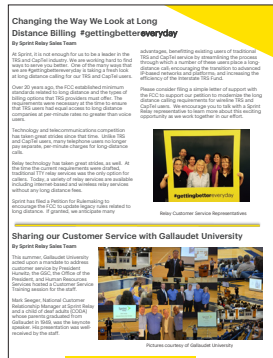 Changing the Way We Look at Long
Distance Billing #gettingbettereveryday
By Sprint Relay Sales Team
At Sprint, it is not enough for us to be a leader in the
TRS and CapTel industry. We are working hard to find
ways to serve you better. One of the many ways that
we are #gettingbettereveryday is taking a fresh look
at long distance calling for our TRS and CapTel users.
Over 20 years ago, the FCC established minimum
standards related to long distance and the types of
billing options that TRS providers must offer. The
requirements were necessary at the time to ensure
that TRS users had equal access to long distance
companies at per-minute rates no greater than voice
users.
Technology and telecommunications competition
has taken great strides since that time. Unlike TRS
and CapTel users, many telephone users no longer
pay separate, per-minute charges for long-distance
calls.
Relay technology has taken great strides, as well. At
the time the current requirements were drafted,
traditional TTY relay services was the only option for
callers. Today, a variety of relay services are available
including internet-based and wireless relay services
without any long distance fees.
Sprint has filed a Petition for Rulemaking to
encourage the FCC to update legacy rules related to
long distance. If granted, we anticipate many
advantages, benefitting existing users of traditional
TRS and CapTel service by streamlining the process
through which a number of these users place a long-
distance call; encouraging the transition to advanced
IP-based networks and platforms; and increasing the
efficiency of the Interstate TRS Fund.
Please consider filing a simple letter of support with
the FCC to support our petition to modernize the long
distance calling requirements for wireline TRS and
CapTel users. We encourage you to talk with a Sprint
Relay representative to learn more about this exciting
opportunity as we work together in our effort.
#gettingbettereveryday
Relay Customer Service Representatives
Sharing our Customer Service with Gallaudet University
By Sprint Relay Sales Team
This summer, Gallaudet University
acted upon a mandate to address
customer service by President
Hurwitz. The GSC, the Office of the
President, and Human Resources
Services hosted a Customer Service
Training session for the staff.
Mark Seeger, National Customer
Relationship Manager at Sprint Relay
and a child of deaf adults (CODA)
whose parents graduated from
Gallaudet in 1949, was the keynote
speaker. His presentation was well-
received by the staff.
Pictures courtesy of Gallaudet University